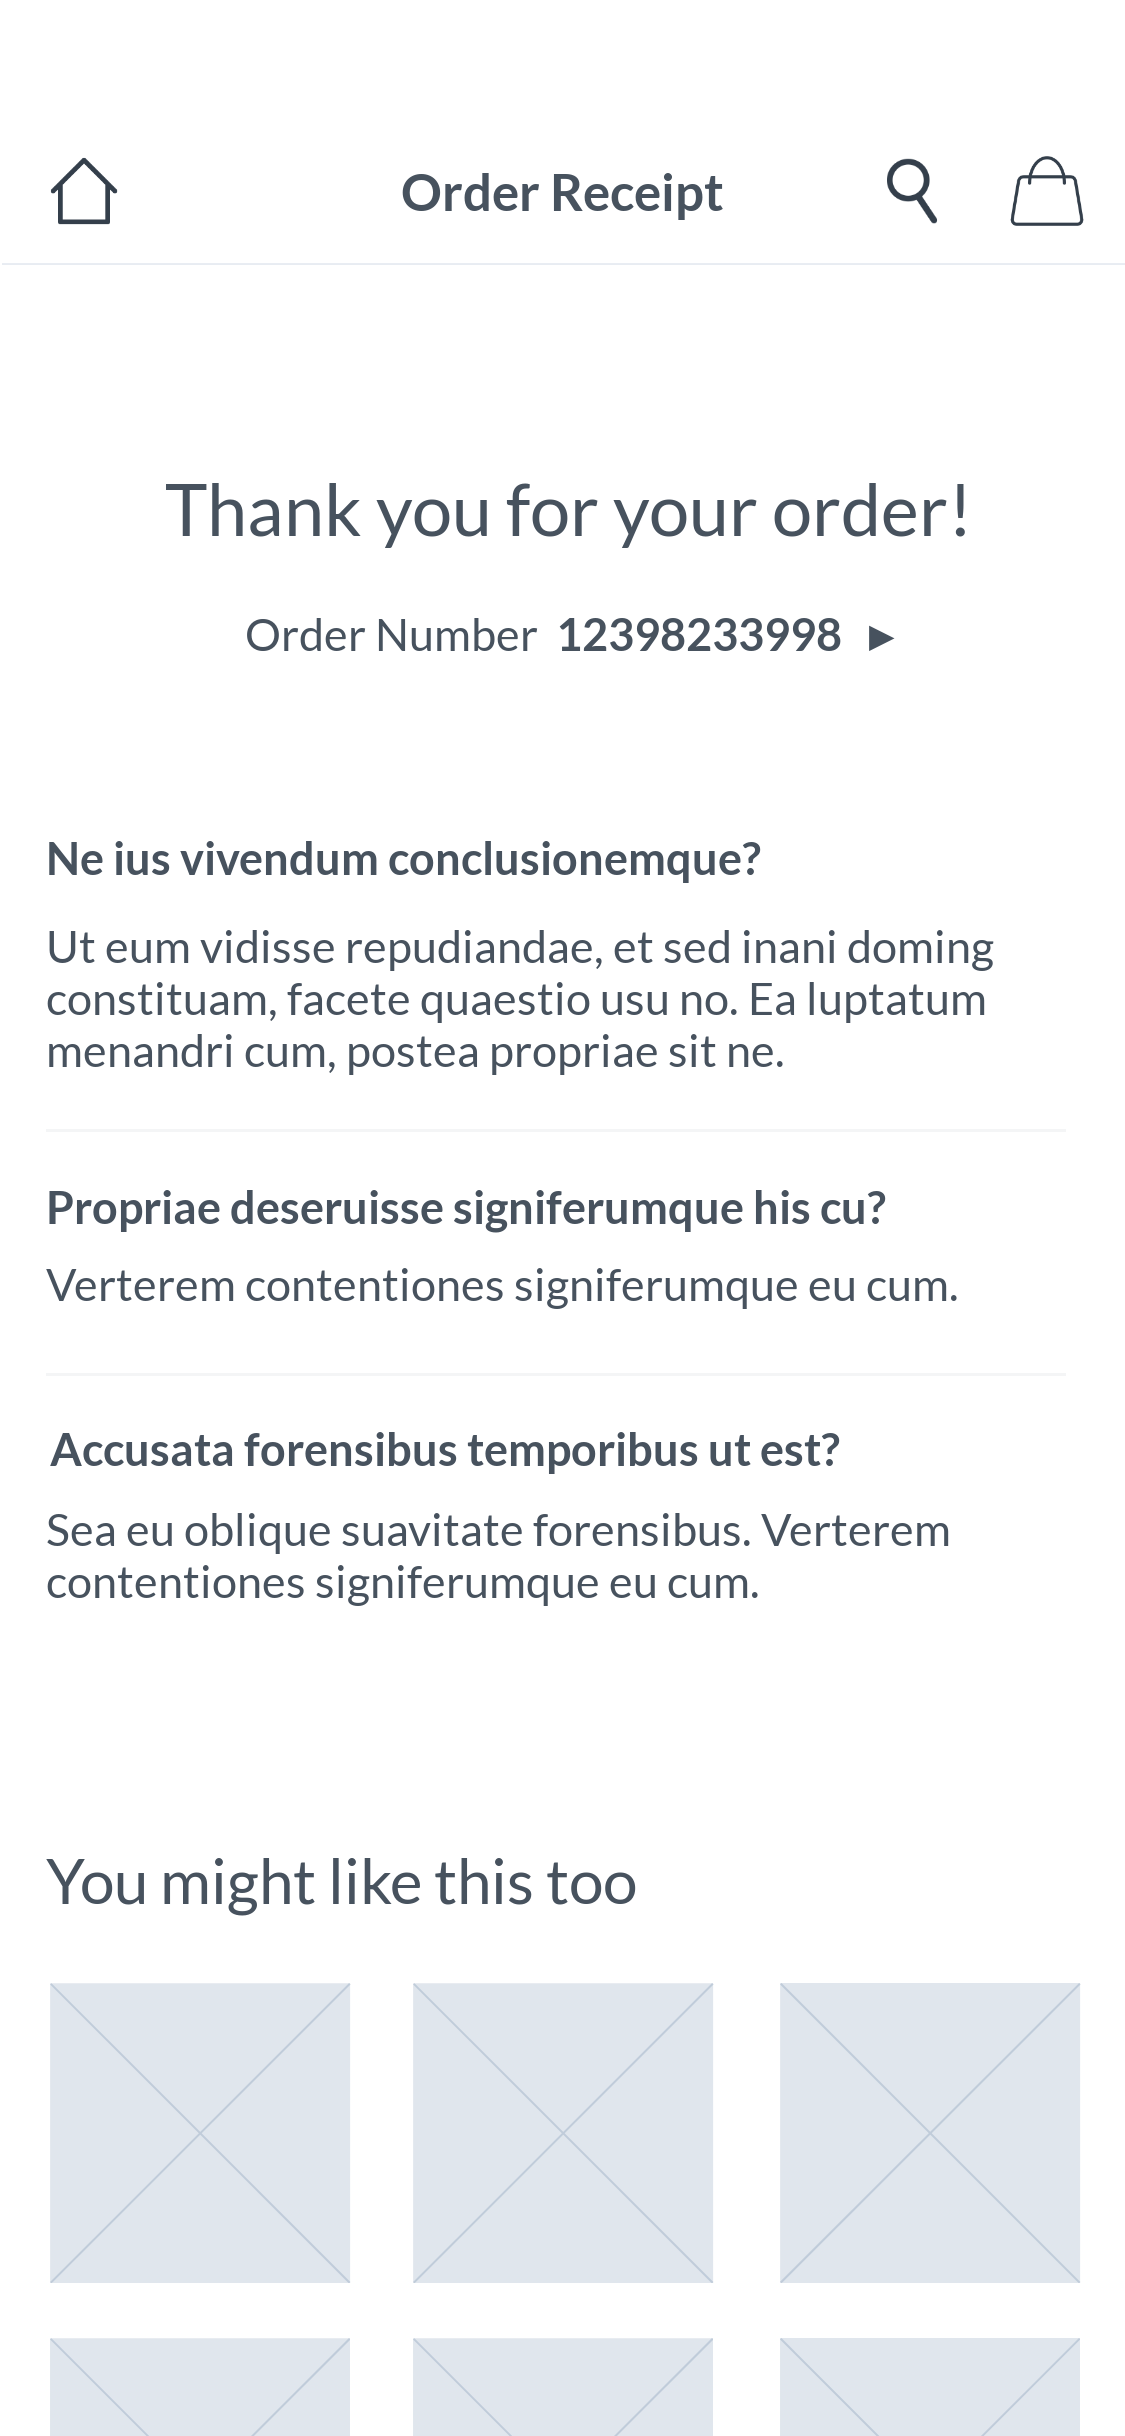 Order Receipt
Thank you for your order!
Order Number 12398233998 ►
Ne ius vivendum conclusionemque?
Ut eum vidisse repudiandae, et sed inani doming
constituam, facete quaestio usu no. Ea luptatum
menandri cum, postea propriae sit ne.
Propriae deseruisse signiferumque his cu?
Verterem contentiones signiferumque eu cum.
Accusata forensibus temporibus ut est?
Sea eu oblique suavitate forensibus. Verterem
contentiones signiferumque eu cum.
You might like this too